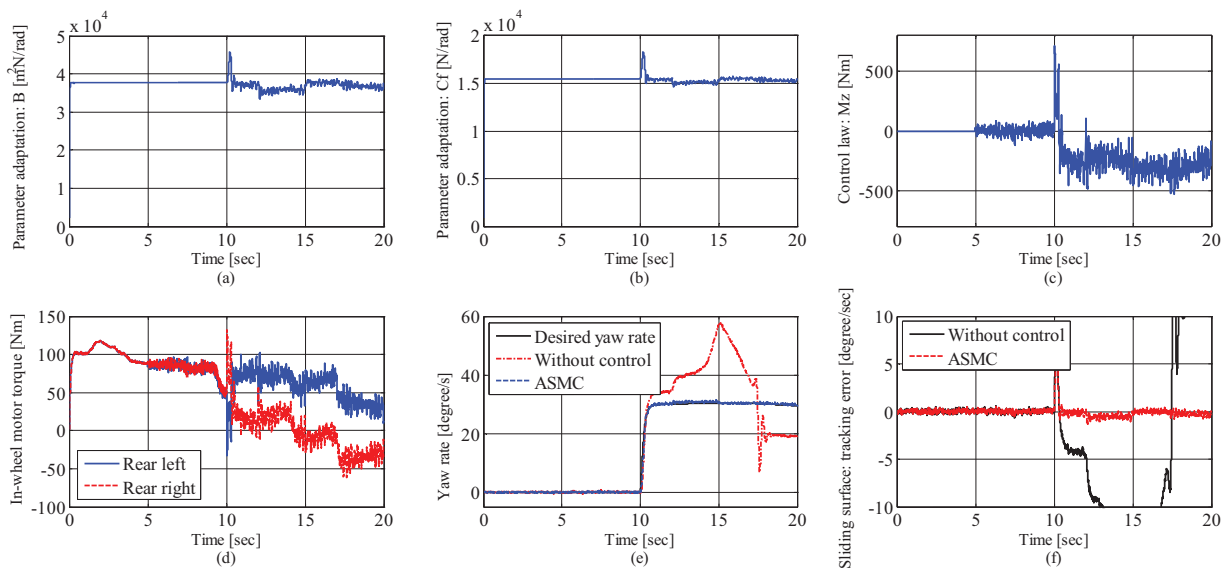 x 10^4
Parameter adaptation: B [m²N/rad]
5
4
3
2
1
0
0 5 10 15 20
Time [sec]
(a)
x 10^4
Parameter adaptation: Cf [N/rad]
2
1.5
1
0.5
0
0 5 10 15 20
Time [sec]
(b)
Control law: Mz [Nm]
500
0
-500
0 5 10 15 20
Time [sec]
(c)
In-wheel motor torque [Nm]
150
100
50
0
-50
-100
Rear left
Rear right
0 5 10 15 20
Time [sec]
(d)
Yaw rate [degree/s]
60
40
20
0
Desired yaw rate
Without control
ASMC
0 5 10 15 20
Time [sec]
(e)
Sliding surface: tracking error [degree/sec]
10
5
0
-5
-10
Without control
ASMC
0 5 10 15 20
Time [sec]
(f)